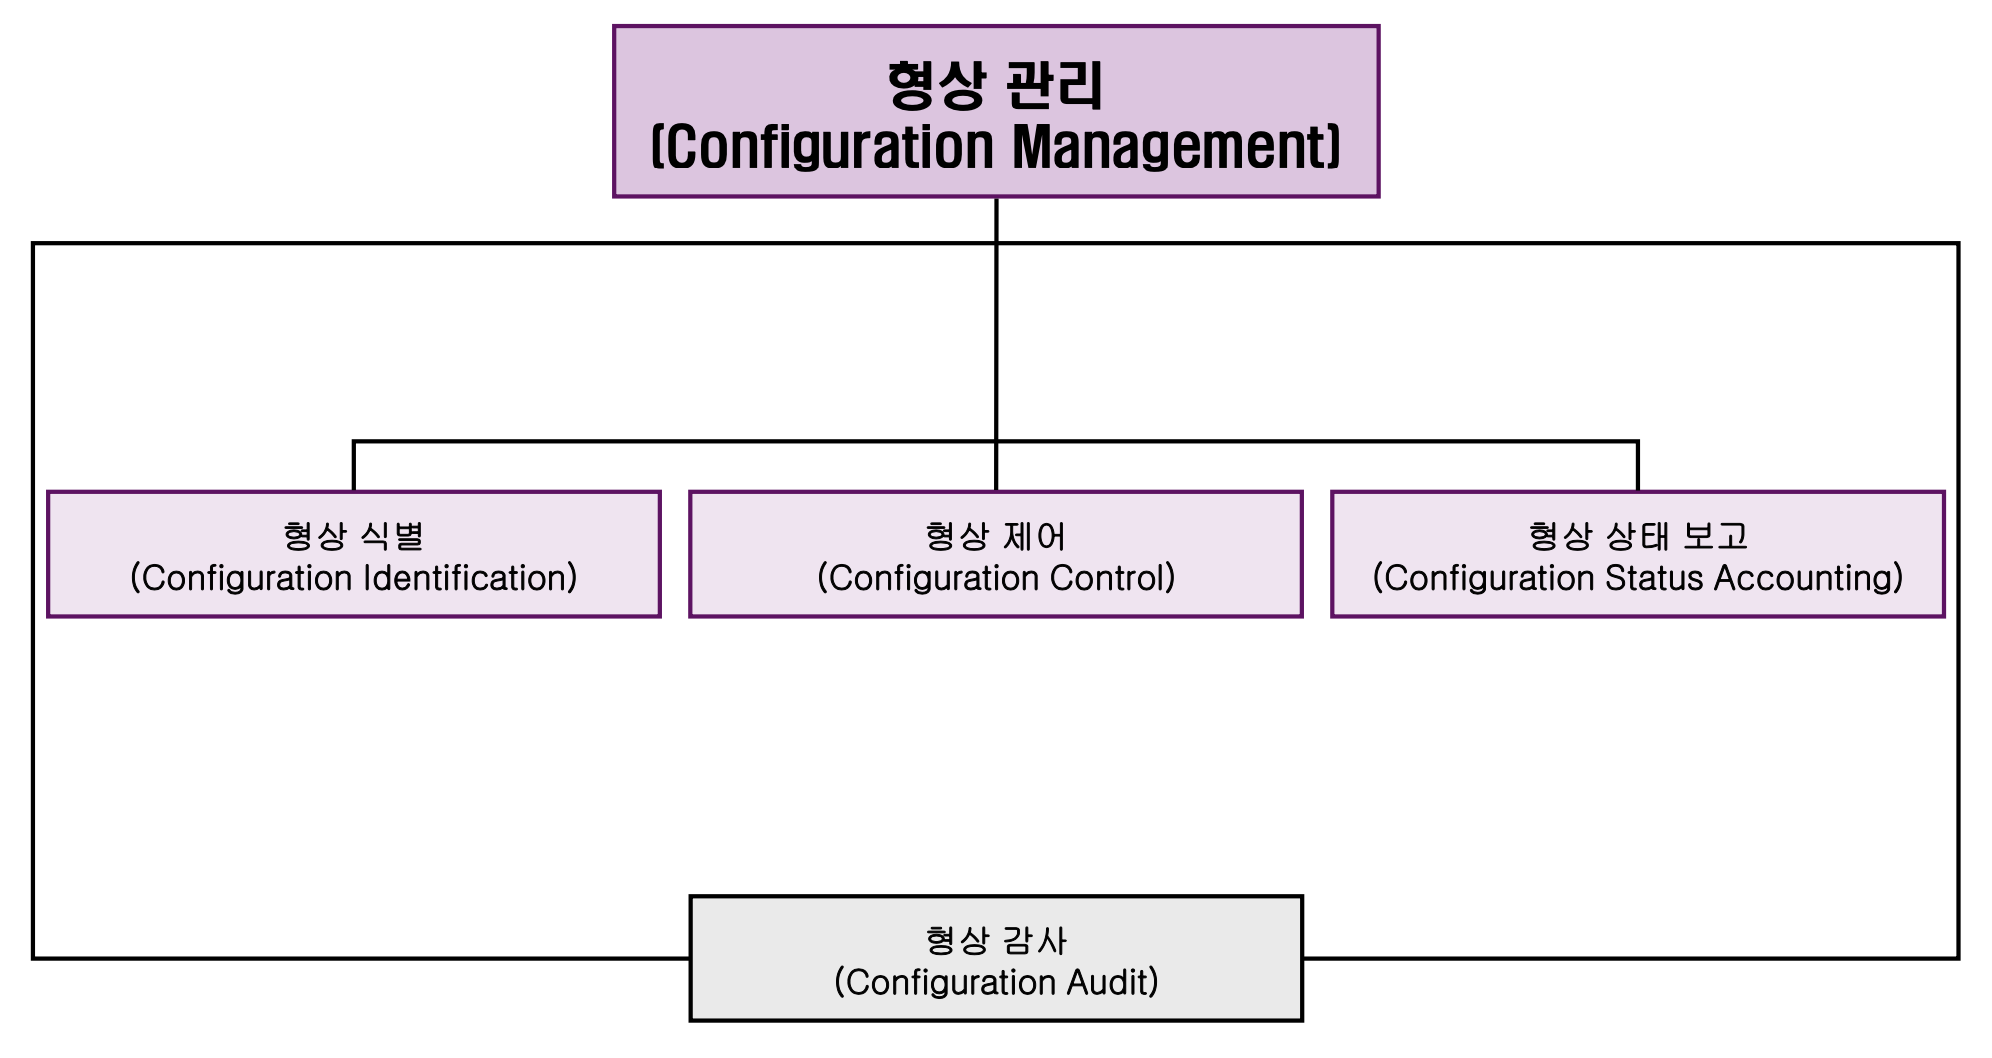 형상 관리
(Configuration Management)
형상 식별
(Configuration Identification)
형상 제어
(Configuration Control)
형상 상태 보고
(Configuration Status Accounting)
형상 감사
(Configuration Audit)